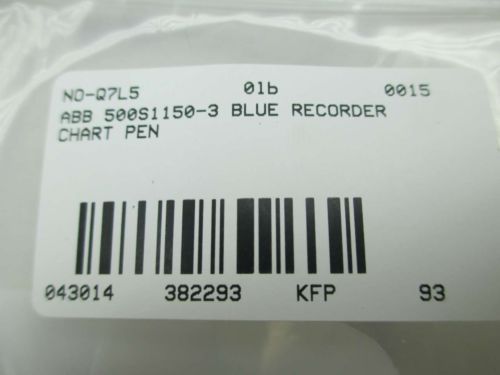 NO-Q7L5 01b 0015
ABB 500S1150-3 BLUE RECORDER
CHART PEN
043014 382293 KFP 93